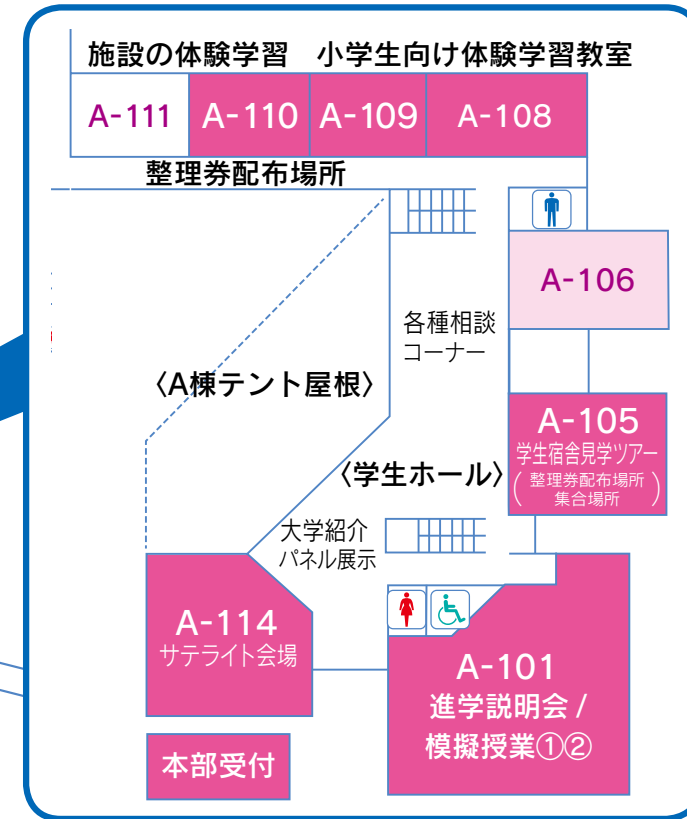 施設の体験学習 小学生向け体験学習教室
A-111 A-110 A-109 A-108
整理券配布場所
A-106
各種相談
コーナー
〈A棟テント屋根〉
A-105
学生宿舎見学ツアー
(整理券配布場所
集合場所)
〈学生ホール〉
大学紹介
パネル展示
A-114
サテライト会場
A-101
進学説明会 /
模擬授業①②
本部受付